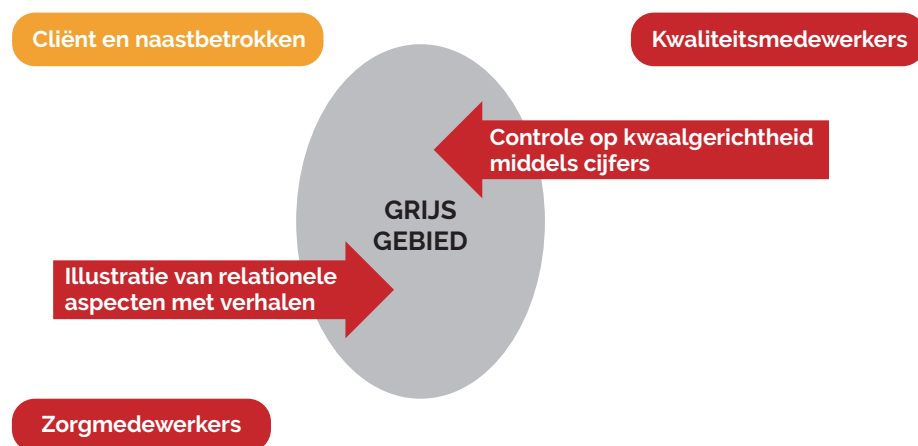 Cliënt en naastbetrokken
Kwaliteitsmedewerkers
Controle op kwaalgerichtheid
middels cijfers
GRIJS
GEBIED
Illustratie van relationele
aspecten met verhalen
Zorgmedewerkers